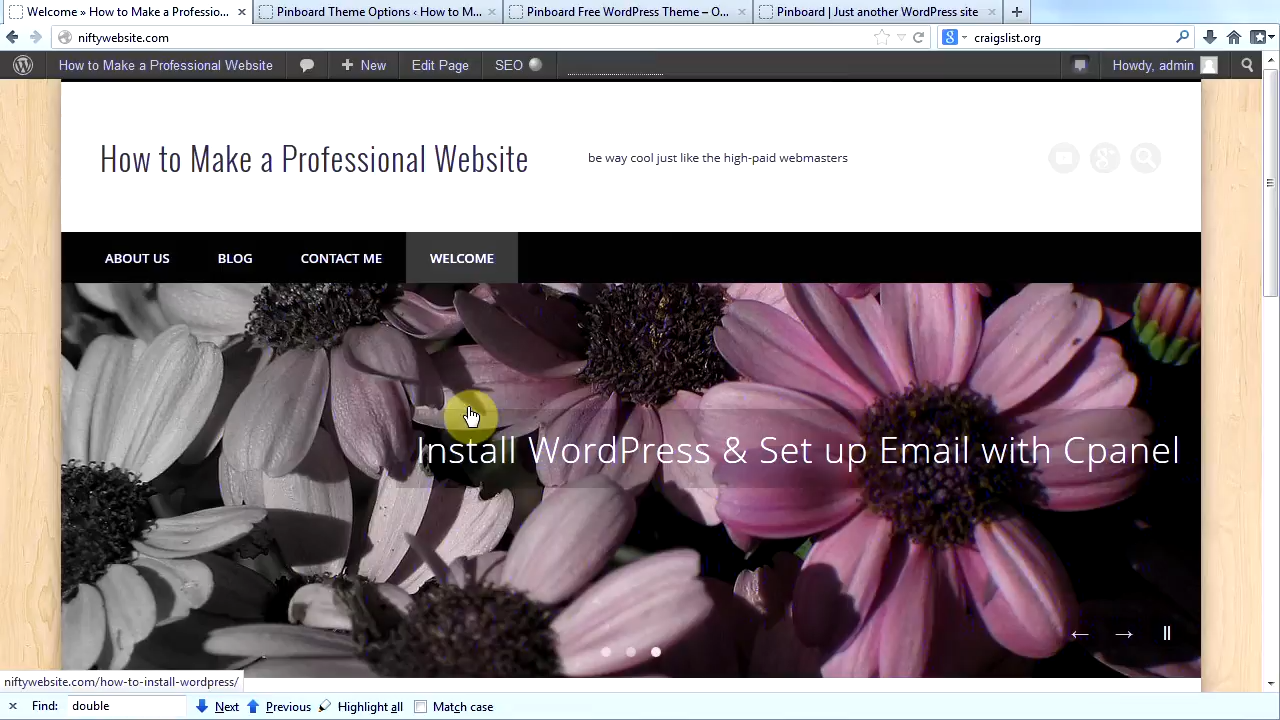 Welcome » How to Make a Professio...
Pinboard Theme Options ‹ How to M...
Pinboard Free WordPress Theme – O...
Pinboard | Just another WordPress site
niftywebsite.com
craigslist.org
How to Make a Professional Website
New
Edit Page
SEO
Howdy, admin
How to Make a Professional Website
be way cool just like the high-paid webmasters
ABOUT US
BLOG
CONTACT ME
WELCOME
Install WordPress & Set up Email with Cpanel
niftywebsite.com/how-to-install-wordpress/
Find: double Next Previous Highlight all Match case